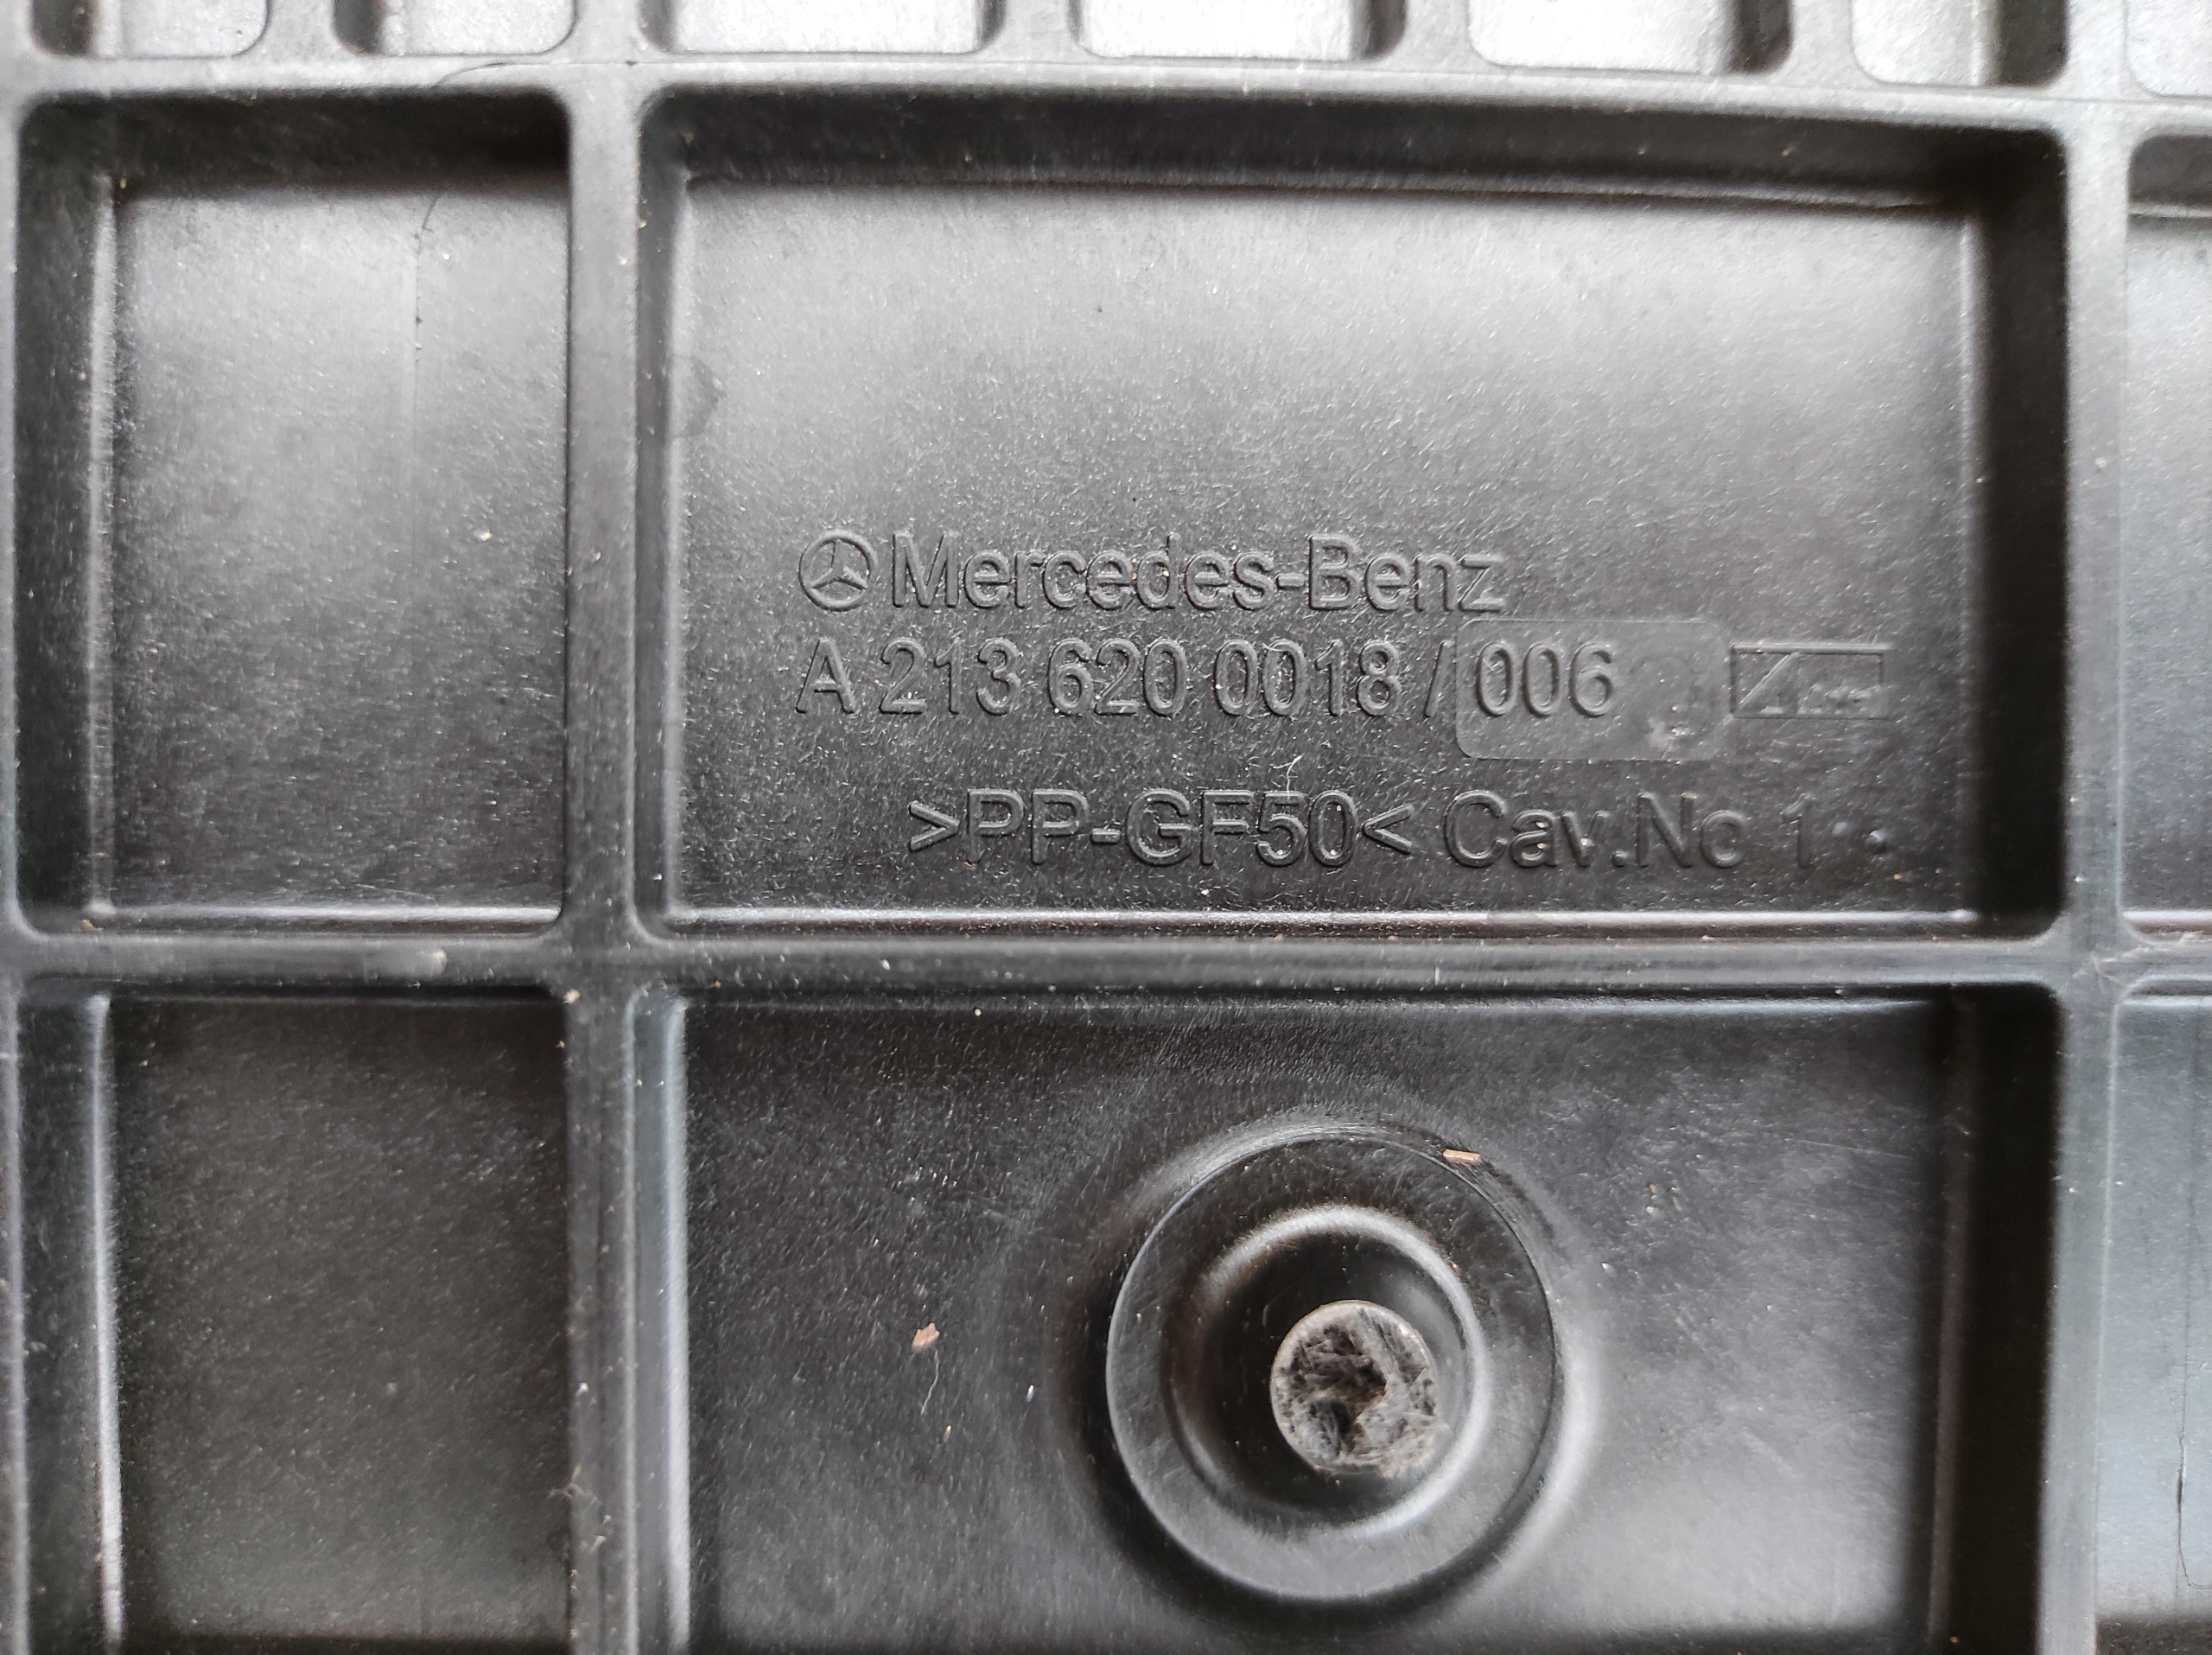 Mercedes-Benz
A 213 620 0018 / 006
>PP-GF50< Cav.No 1